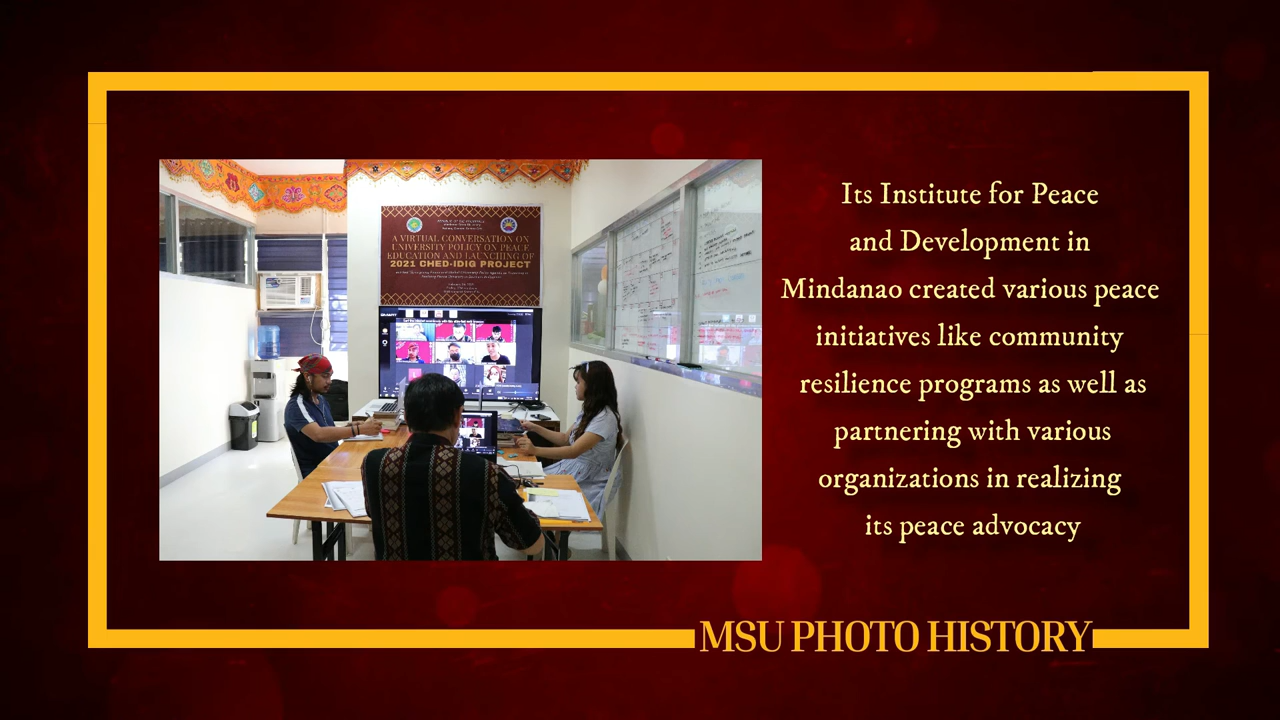 A VIRTUAL CONVERSATION ON
UNIVERSITY POLICY ON PEACE
EDUCATION AND LAUNCHING OF
2021 CHED-IDIG PROJECT
Its Institute for Peace
and Development in
Mindanao created various peace
initiatives like community
resilience programs as well as
partnering with various
organizations in realizing
its peace advocacy
MSU PHOTO HISTORY